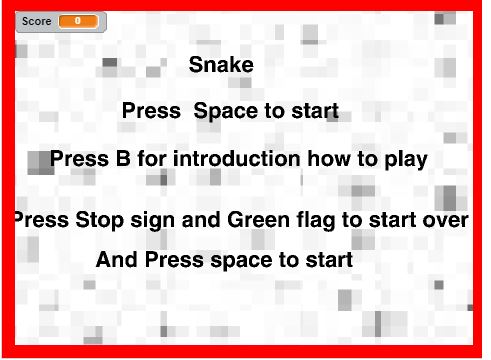 Score 0
Snake
Press Space to start
Press B for introduction how to play
Press Stop sign and Green flag to start over
And Press space to start